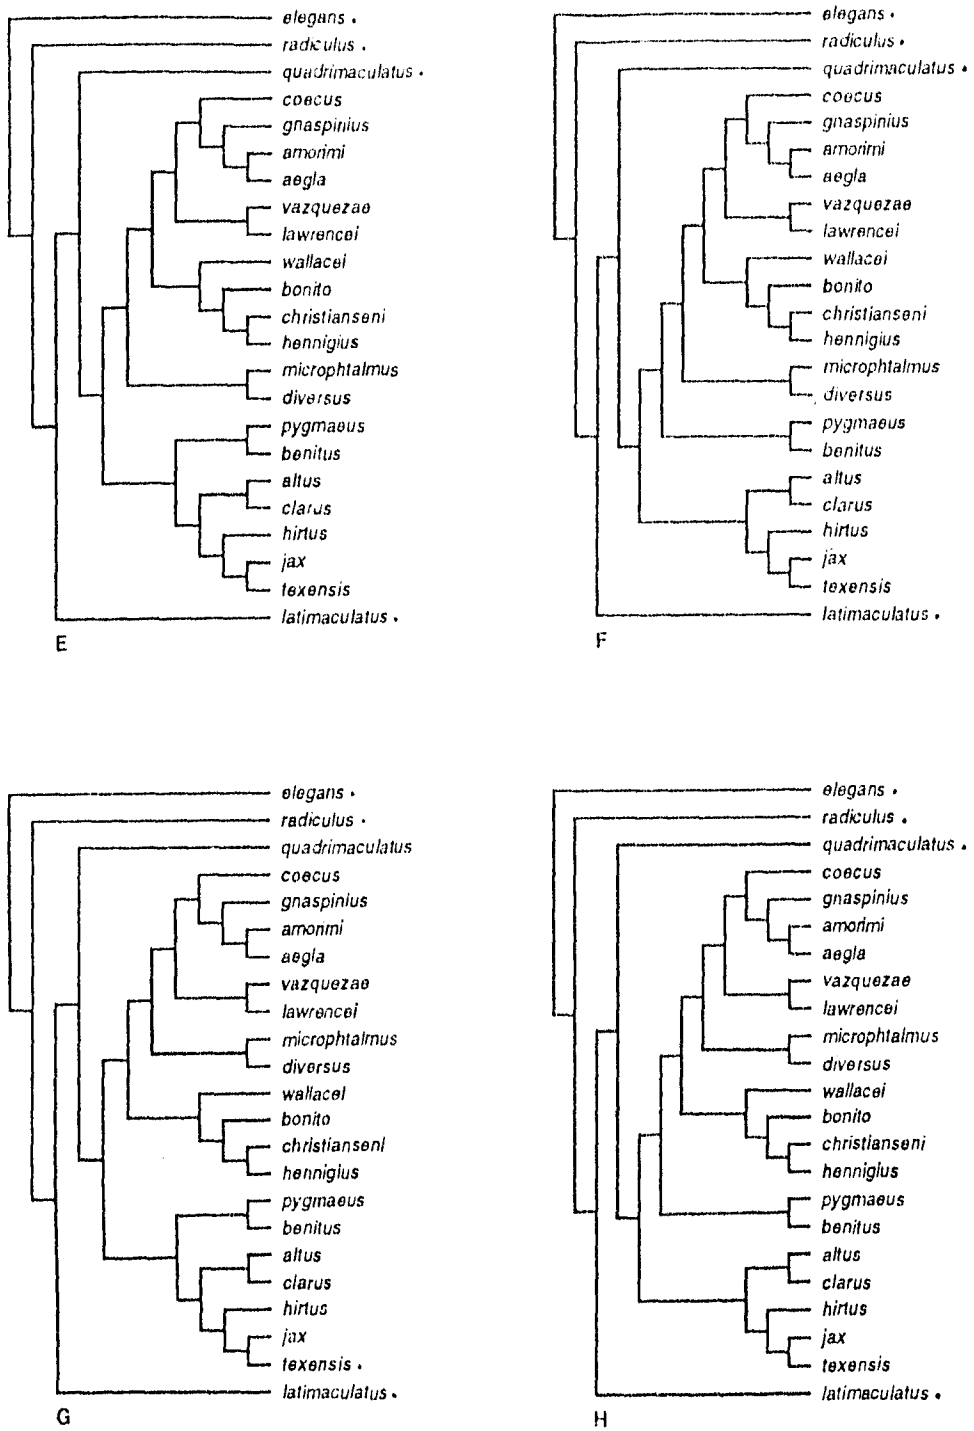 elegans .
radiculus .
quadrimaculatus .
coecus
gnaspinius
amorimi
aegla
vazquezae
lawrencei
wallacei
bonito
christianseni
hennigius
microphtalmus
diversus
pygmaeus
benitus
altus
clarus
hirtus
jax
texensis
latimaculatus .
E
elegans .
radiculus .
quadrimaculatus .
coecus
gnaspinius
amorimi
aegla
vazquezae
lawrencei
wallacei
bonito
christianseni
hennigius
microphtalmus
diversus
pygmaeus
benitus
altus
clarus
hirtus
jax
texensis
latimaculatus .
F
elegans .
radiculus .
quadrimaculatus
coecus
gnaspinius
amorimi
aegla
vazquezae
lawrencei
microphtalmus
diversus
wallacei
bonito
christianseni
hennigius
pygmaeus
benitus
altus
clarus
hirtus
jax
texensis .
latimaculatus .
G
elegans .
radiculus .
quadrimaculatus .
coecus
gnaspinius
amorimi
aegla
vazquezae
lawrencei
microphtalmus
diversus
wallacei
bonito
christianseni
hennigius
pygmaeus
benitus
altus
clarus
hirtus
jax
texensis
latimaculatus .
H